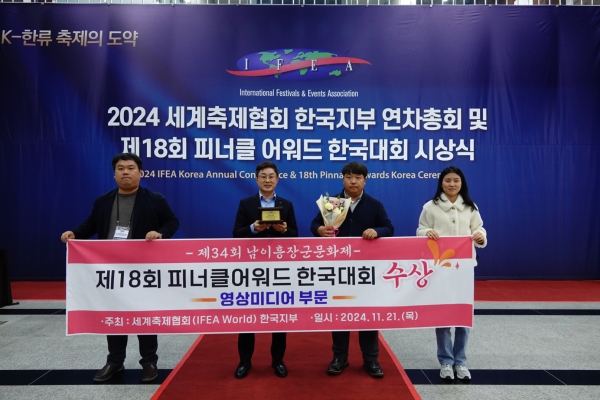 K-한류 축제의 도약
IFEA
International Festivals & Events Association
2024 세계축제협회 한국지부 연차총회 및
제18회 피너클 어워드 한국대회 시상식
2024 IFEA Korea Annual Con & 18th Pinna wards Korea Cere
- 제34회 남이흥장군문화제 -
제18회 피너클어워드 한국대회 수상
영상미디어 부문
·주최 : 세계축제협회(IFEA World) 한국지부 ·일시 : 2024. 11. 21.(목)